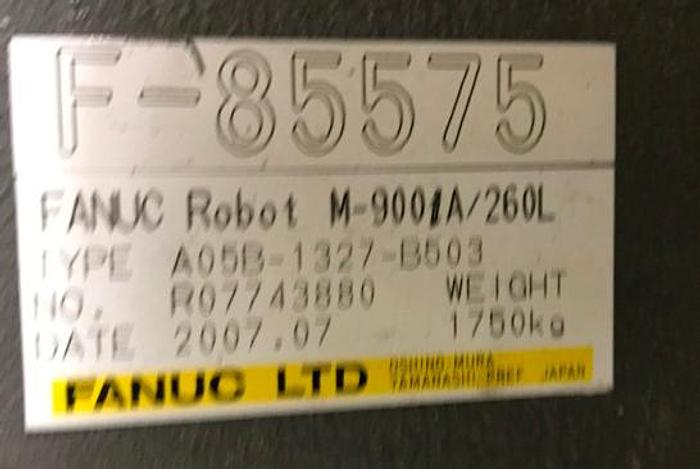 F-85575
FANUC Robot M-900iA/260L
TYPE A05B-1327-B503
NO. R07743880 WEIGHT
DATE 2007.07 1750kg
FANUC LTD OSHINO-MURA
YAMANASHI PREF JAPAN